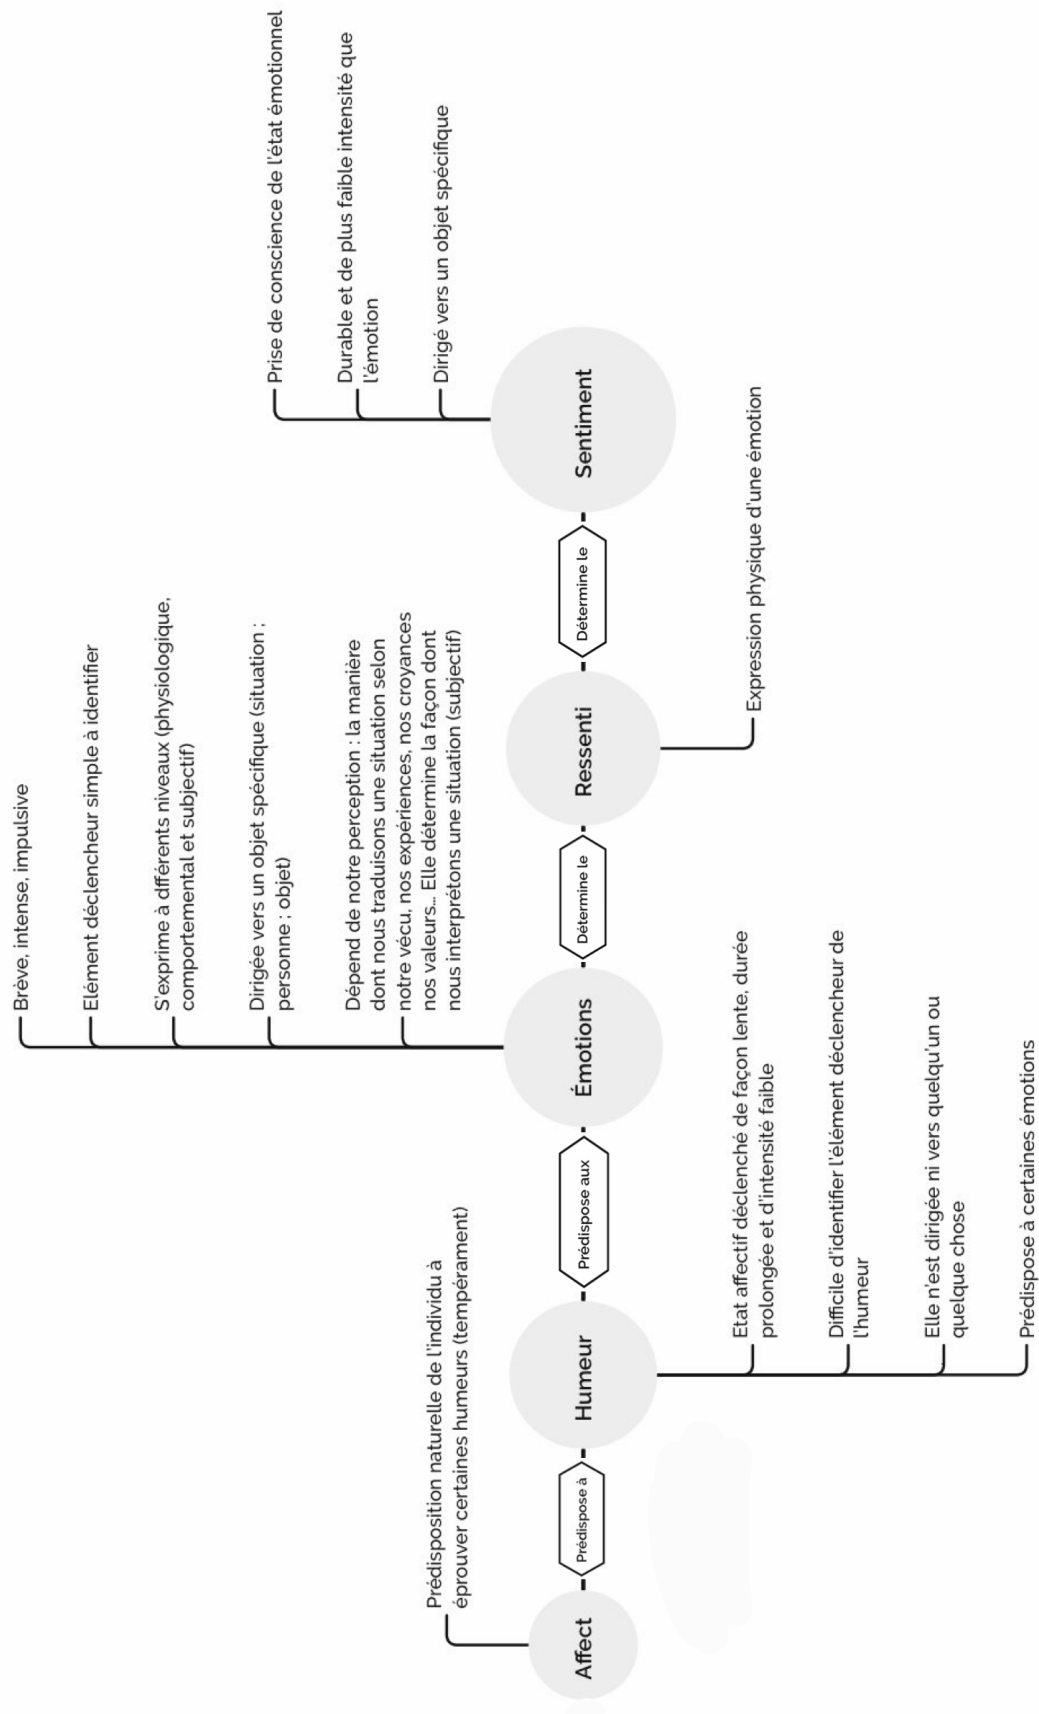 Prise de conscience de l'état émotionnel
Durable et de plus faible intensité que
l'émotion
Dirigé vers un objet spécifique
Brève, intense, impulsive
Elément déclencheur simple à identifier
S'exprime à dfférents niveaux (physiologique,
comportemental et subjectif)
Dirigée vers un objet spécifique (situation ;
personne ; objet)
Dépend de notre perception : la manière
dont nous traduisons une situation selon
notre vécu, nos expériences, nos croyances
nos valeurs... Elle détermine la façon dont
nous interprétons une situation (subjectif)
Prédisposition naturelle de l'individu à
éprouver certaines humeurs (tempérament)
Affect
Prédispose à
Humeur
Prédispose aux
Émotions
Détermine le
Ressenti
Détermine le
Sentiment
Etat affectif déclenché de façon lente, durée
prolongée et d'intensité faible
Difficile d'identifier l'élément déclencheur de
l'humeur
Elle n'est dirigée ni vers quelqu'un ou
quelque chose
Prédispose à certaines émotions
Expression physique d'une émotion